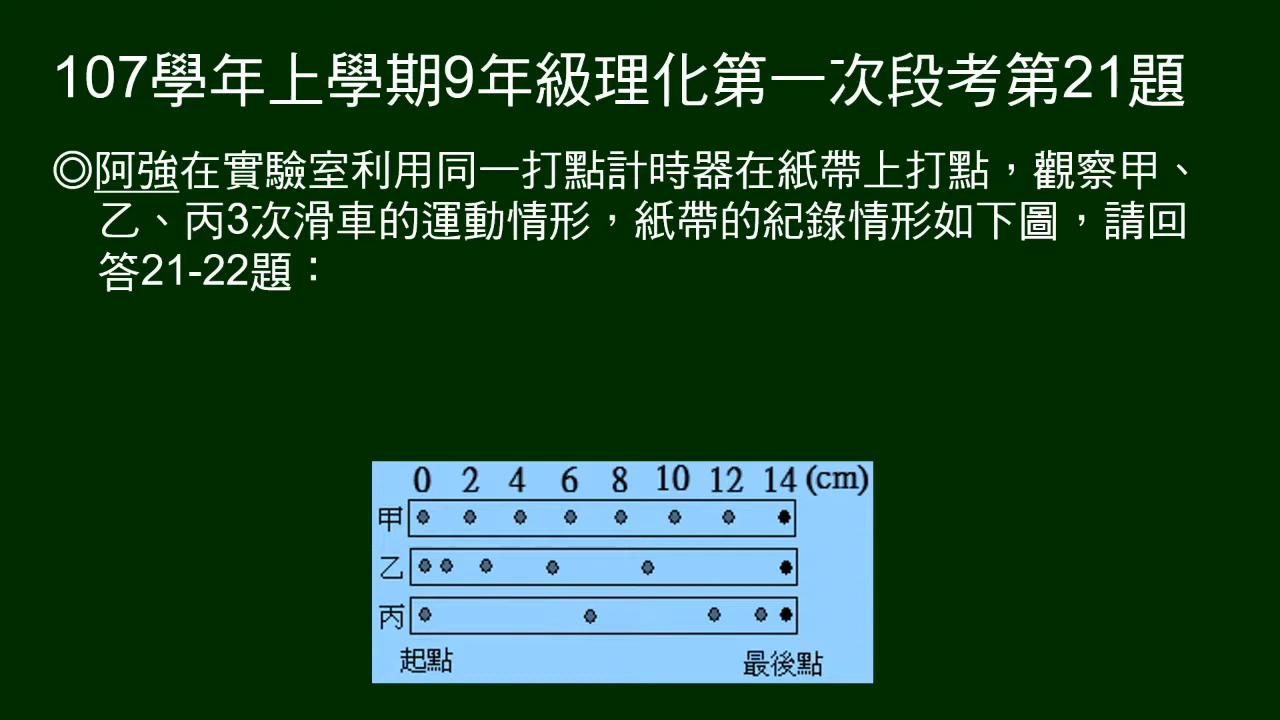 107學年上學期9年級理化第一次段考第21題
◎阿強在實驗室利用同一打點計時器在紙帶上打點，觀察甲、
乙、丙3次滑車的運動情形，紙帶的紀錄情形如下圖，請回
答21-22題：
0 2 4 6 8 10 12 14 (cm)
甲
乙
丙
起點 最後點